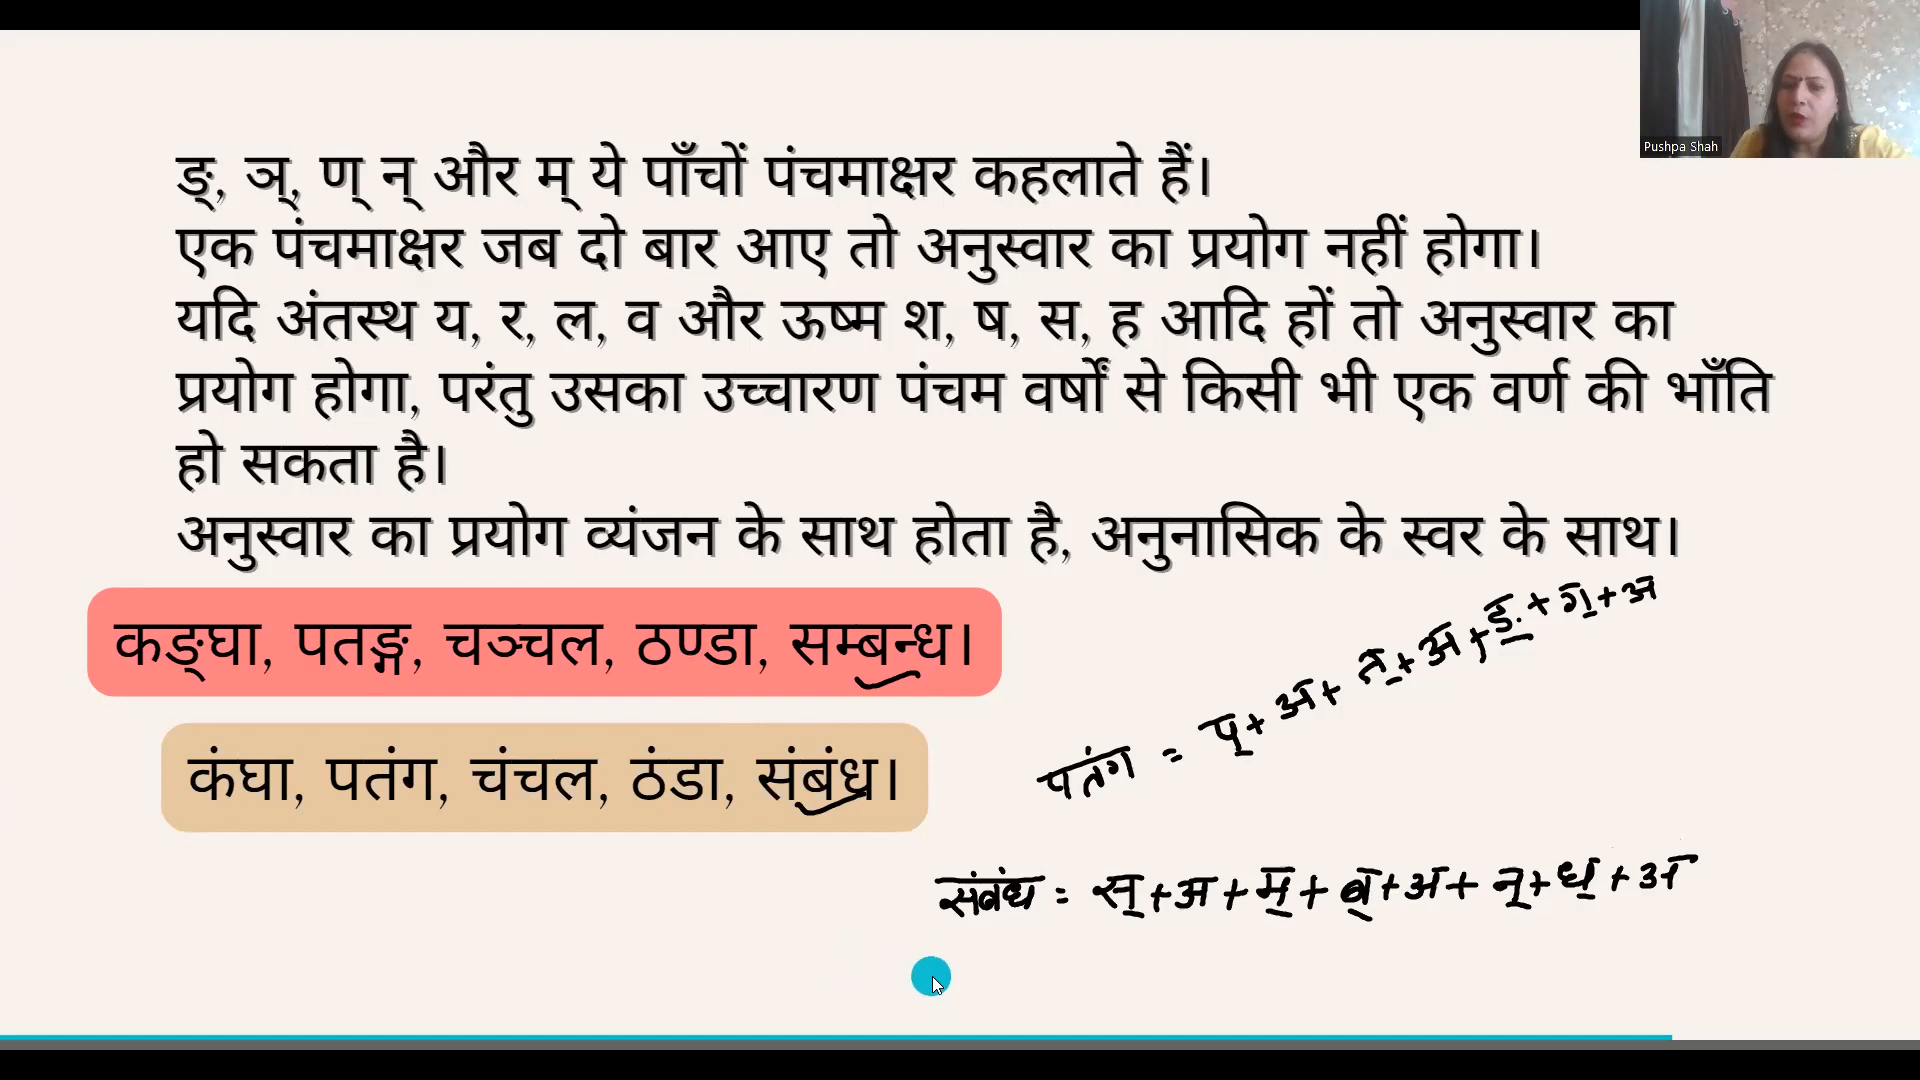 Pushpa Shah
ङ्, ञ्, ण् न् और म् ये पाँचों पंचमाक्षर कहलाते हैं।
एक पंचमाक्षर जब दो बार आए तो अनुस्वार का प्रयोग नहीं होगा।
यदि अंतस्थ य, र, ल, व और ऊष्म श, ष, स, ह आदि हों तो अनुस्वार का
प्रयोग होगा, परंतु उसका उच्चारण पंचम वर्षों से किसी भी एक वर्ण की भाँति
हो सकता है।
अनुस्वार का प्रयोग व्यंजन के साथ होता है, अनुनासिक के स्वर के साथ।
कङ्घा, पतङ्ग, चञ्चल, ठण्डा, सम्बन्ध।
कंघा, पतंग, चंचल, ठंडा, संबंध।
पतंग = प्+अ+त्+अ+ङ्+ग्+अ
संबंध = स्+अ+म्+ब्+अ+न्+ध्+अ